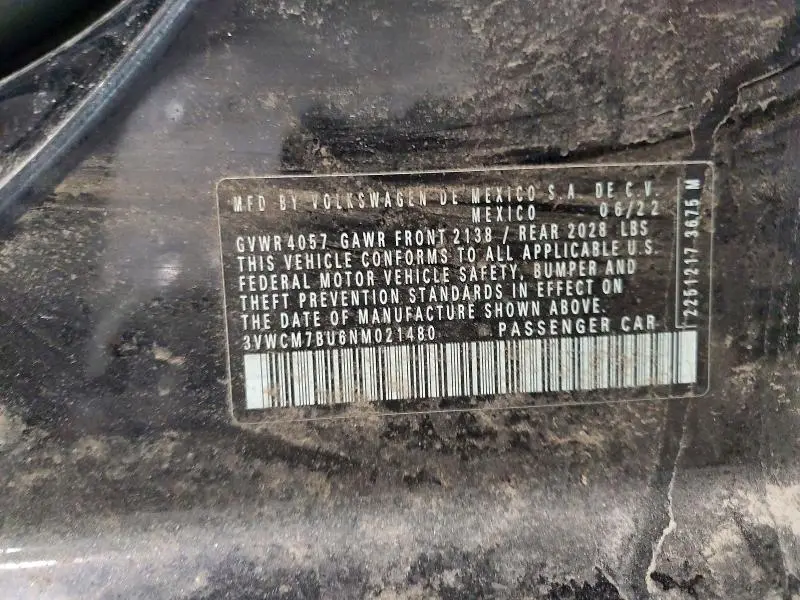 MFD BY VOLKSWAGEN DE MEXICO S.A. DE C.V.
MEXICO 06/22
GVWR 4057 GAWR FRONT 2138 / REAR 2028 LBS
THIS VEHICLE CONFORMS TO ALL APPLICABLE U.S.
FEDERAL MOTOR VEHICLE SAFETY, BUMPER AND
THEFT PREVENTION STANDARDS IN EFFECT ON
THE DATE OF MANUFACTURE SHOWN ABOVE.
3VWCM7BU6NM021480 PASSENGER CAR
2251217 3675 M